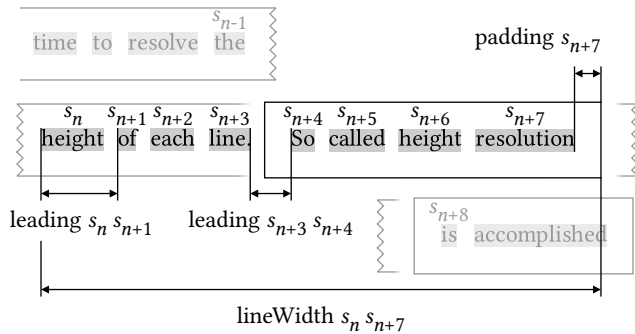 s_{n-1}
time to resolve the
padding s_{n+7}
s_n s_{n+1} s_{n+2} s_{n+3} s_{n+4} s_{n+5} s_{n+6} s_{n+7}
height of each line. So called height resolution
leading s_n s_{n+1} leading s_{n+3} s_{n+4}
s_{n+8}
is accomplished
lineWidth s_n s_{n+7}